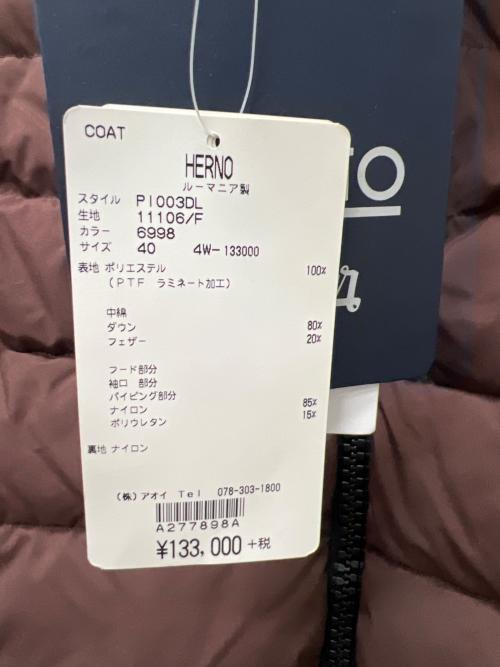 COAT
HERNO
ルーマニア製
スタイル PI003DL
生地 11106/F
カラー 6998
サイズ 40 4W-133000
表地 ポリエステル 100%
(PTF ラミネート加工)
中綿
ダウン 80%
フェザー 20%
フード部分
袖口 部分
パイピング部分
ナイロン 85%
ポリウレタン 15%
裏地 ナイロン
(株)アオイ Tel 078-303-1800
A277898A
¥133,000+税